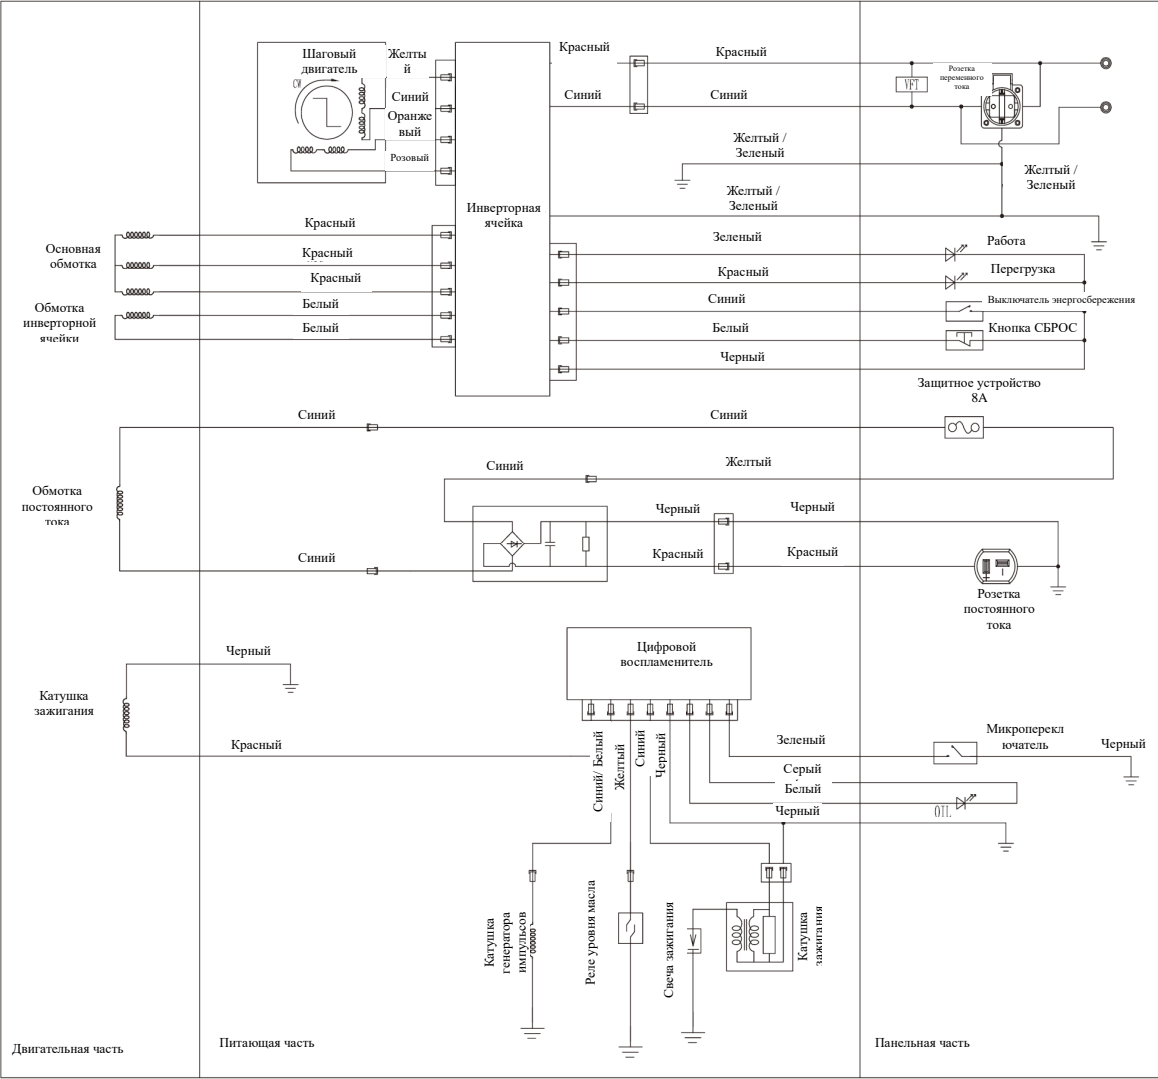 Шаговый
двигатель
CW
Желты
й
Синий
Оранже
вый
Розовый
Инверторная
ячейка
Красный
Красный
Синий
Синий
VFT
Розетка
переменного
тока
Желтый /
Зеленый
Желтый /
Зеленый
Желтый /
Зеленый
Основная
обмотка
Красный
Красный
Красный
Обмотка
инверторной
ячейки
Белый
Белый
Зеленый
Работа
Красный
Перегрузка
Синий
Выключатель энергосбережения
Белый
Кнопка СБРОС
Черный
Защитное устройство
8А
Синий
Синий
Синий
Желтый
Обмотка
постоянного
тока
Черный
Черный
Красный
Красный
Синий
Розетка
постоянного
тока
Цифровой
воспламенитель
Черный
Катушка
зажигания
Красный
Синий/ Белый
Желтый
Синий
Черный
Зеленый
Микроперекл
ючатель
Черный
Серый
Белый
OIL
Черный
Катушка
генератора
импульсов
Реле уровня масла
Свеча зажигания
Катушка
зажигания
Двигательная часть
Питающая часть
Панельная часть